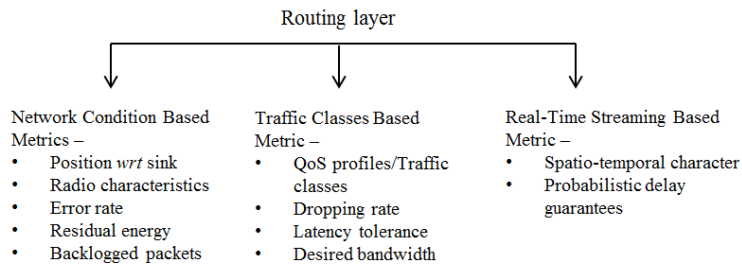 Routing layer
Network Condition Based
Metrics –
• Position wrt sink
• Radio characteristics
• Error rate
• Residual energy
• Backlogged packets
Traffic Classes Based
Metric –
• QoS profiles/Traffic
classes
• Dropping rate
• Latency tolerance
• Desired bandwidth
Real-Time Streaming Based
Metric –
• Spatio-temporal character
• Probabilistic delay
guarantees